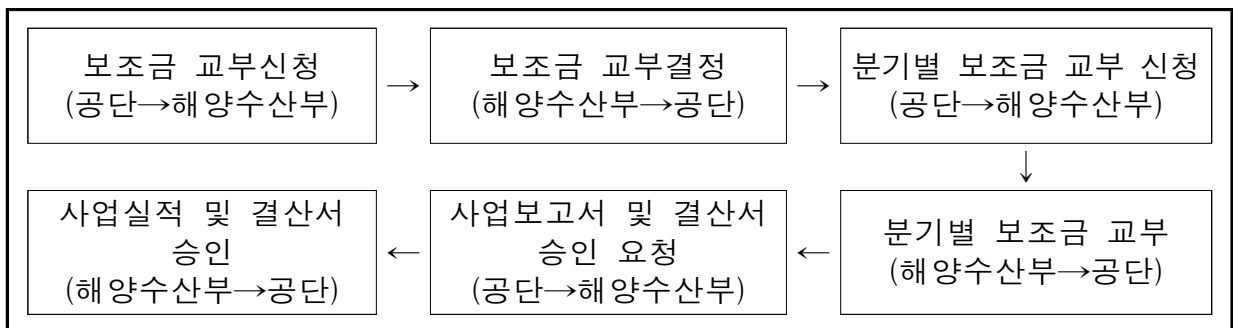 보조금 교부신청
(공단→해양수산부)
→
보조금 교부결정
(해양수산부→공단)
→
분기별 보조금 교부 신청
(공단→해양수산부)
↓
분기별 보조금 교부
(해양수산부→공단)
←
사업보고서 및 결산서
승인 요청
(공단→해양수산부)
←
사업실적 및 결산서
승인
(해양수산부→공단)